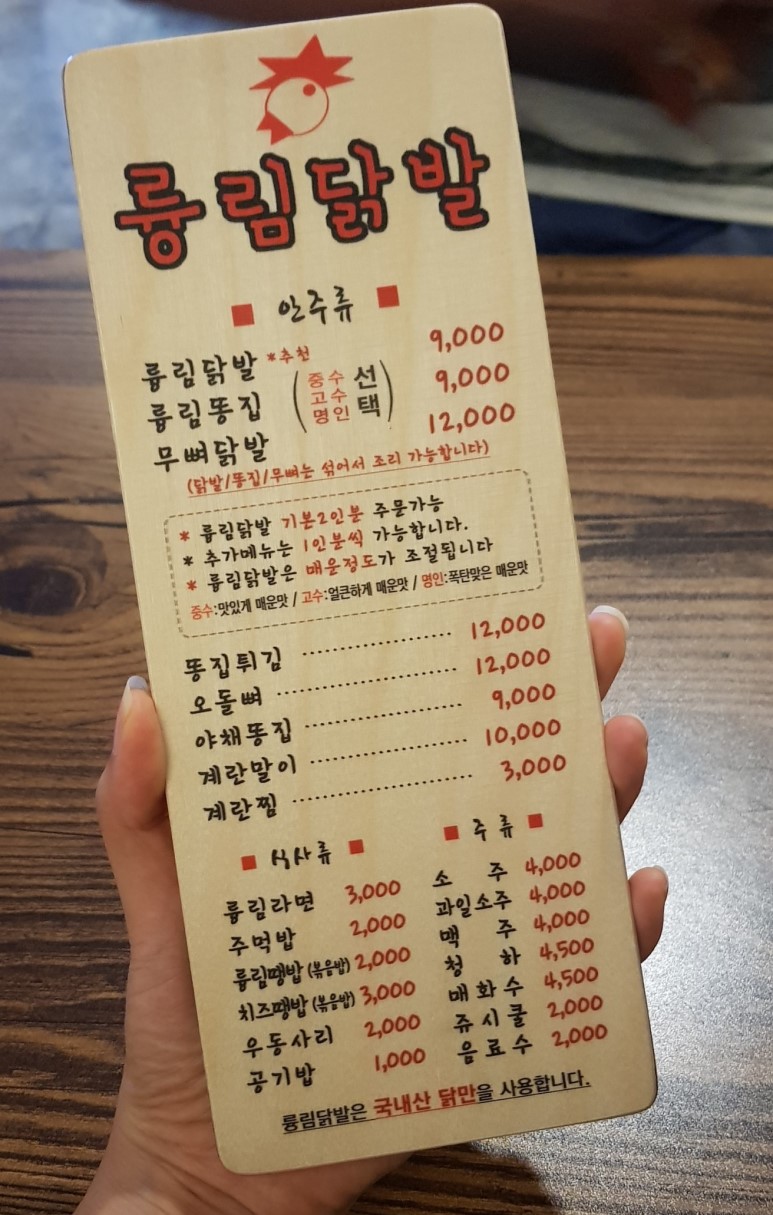 륭림닭발
안주류
륭림닭발 *추천 9,000
륭림똥집 9,000
무뼈닭발 12,000
(중수 고수 명인 선택)
(닭발/똥집/무뼈는 섞어서 조리 가능합니다)
* 륭림닭발 기본2인분 주문가능
* 추가메뉴는 1인분씩 가능합니다.
* 륭림닭발은 매운정도가 조절됩니다
중수:맛있게 매운맛 / 고수:얼큰하게 매운맛 / 명인:폭탄맞은 매운맛
똥집튀김 ········ 12,000
오돌뼈 ········ 12,000
야채똥집 ········ 9,000
계란말이 ········ 10,000
계란찜 ········ 3,000
식사류
륭림라면 3,000
주먹밥 2,000
륭림땡밥 (볶음밥) 2,000
치즈땡밥 (볶음밥) 3,000
우동사리 2,000
공기밥 1,000
주류
소 주 4,000
과일소주 4,000
맥 주 4,000
청 하 4,500
매화수 4,500
쥬시쿨 2,000
음료수 2,000
륭림닭발은 국내산 닭만을 사용합니다.